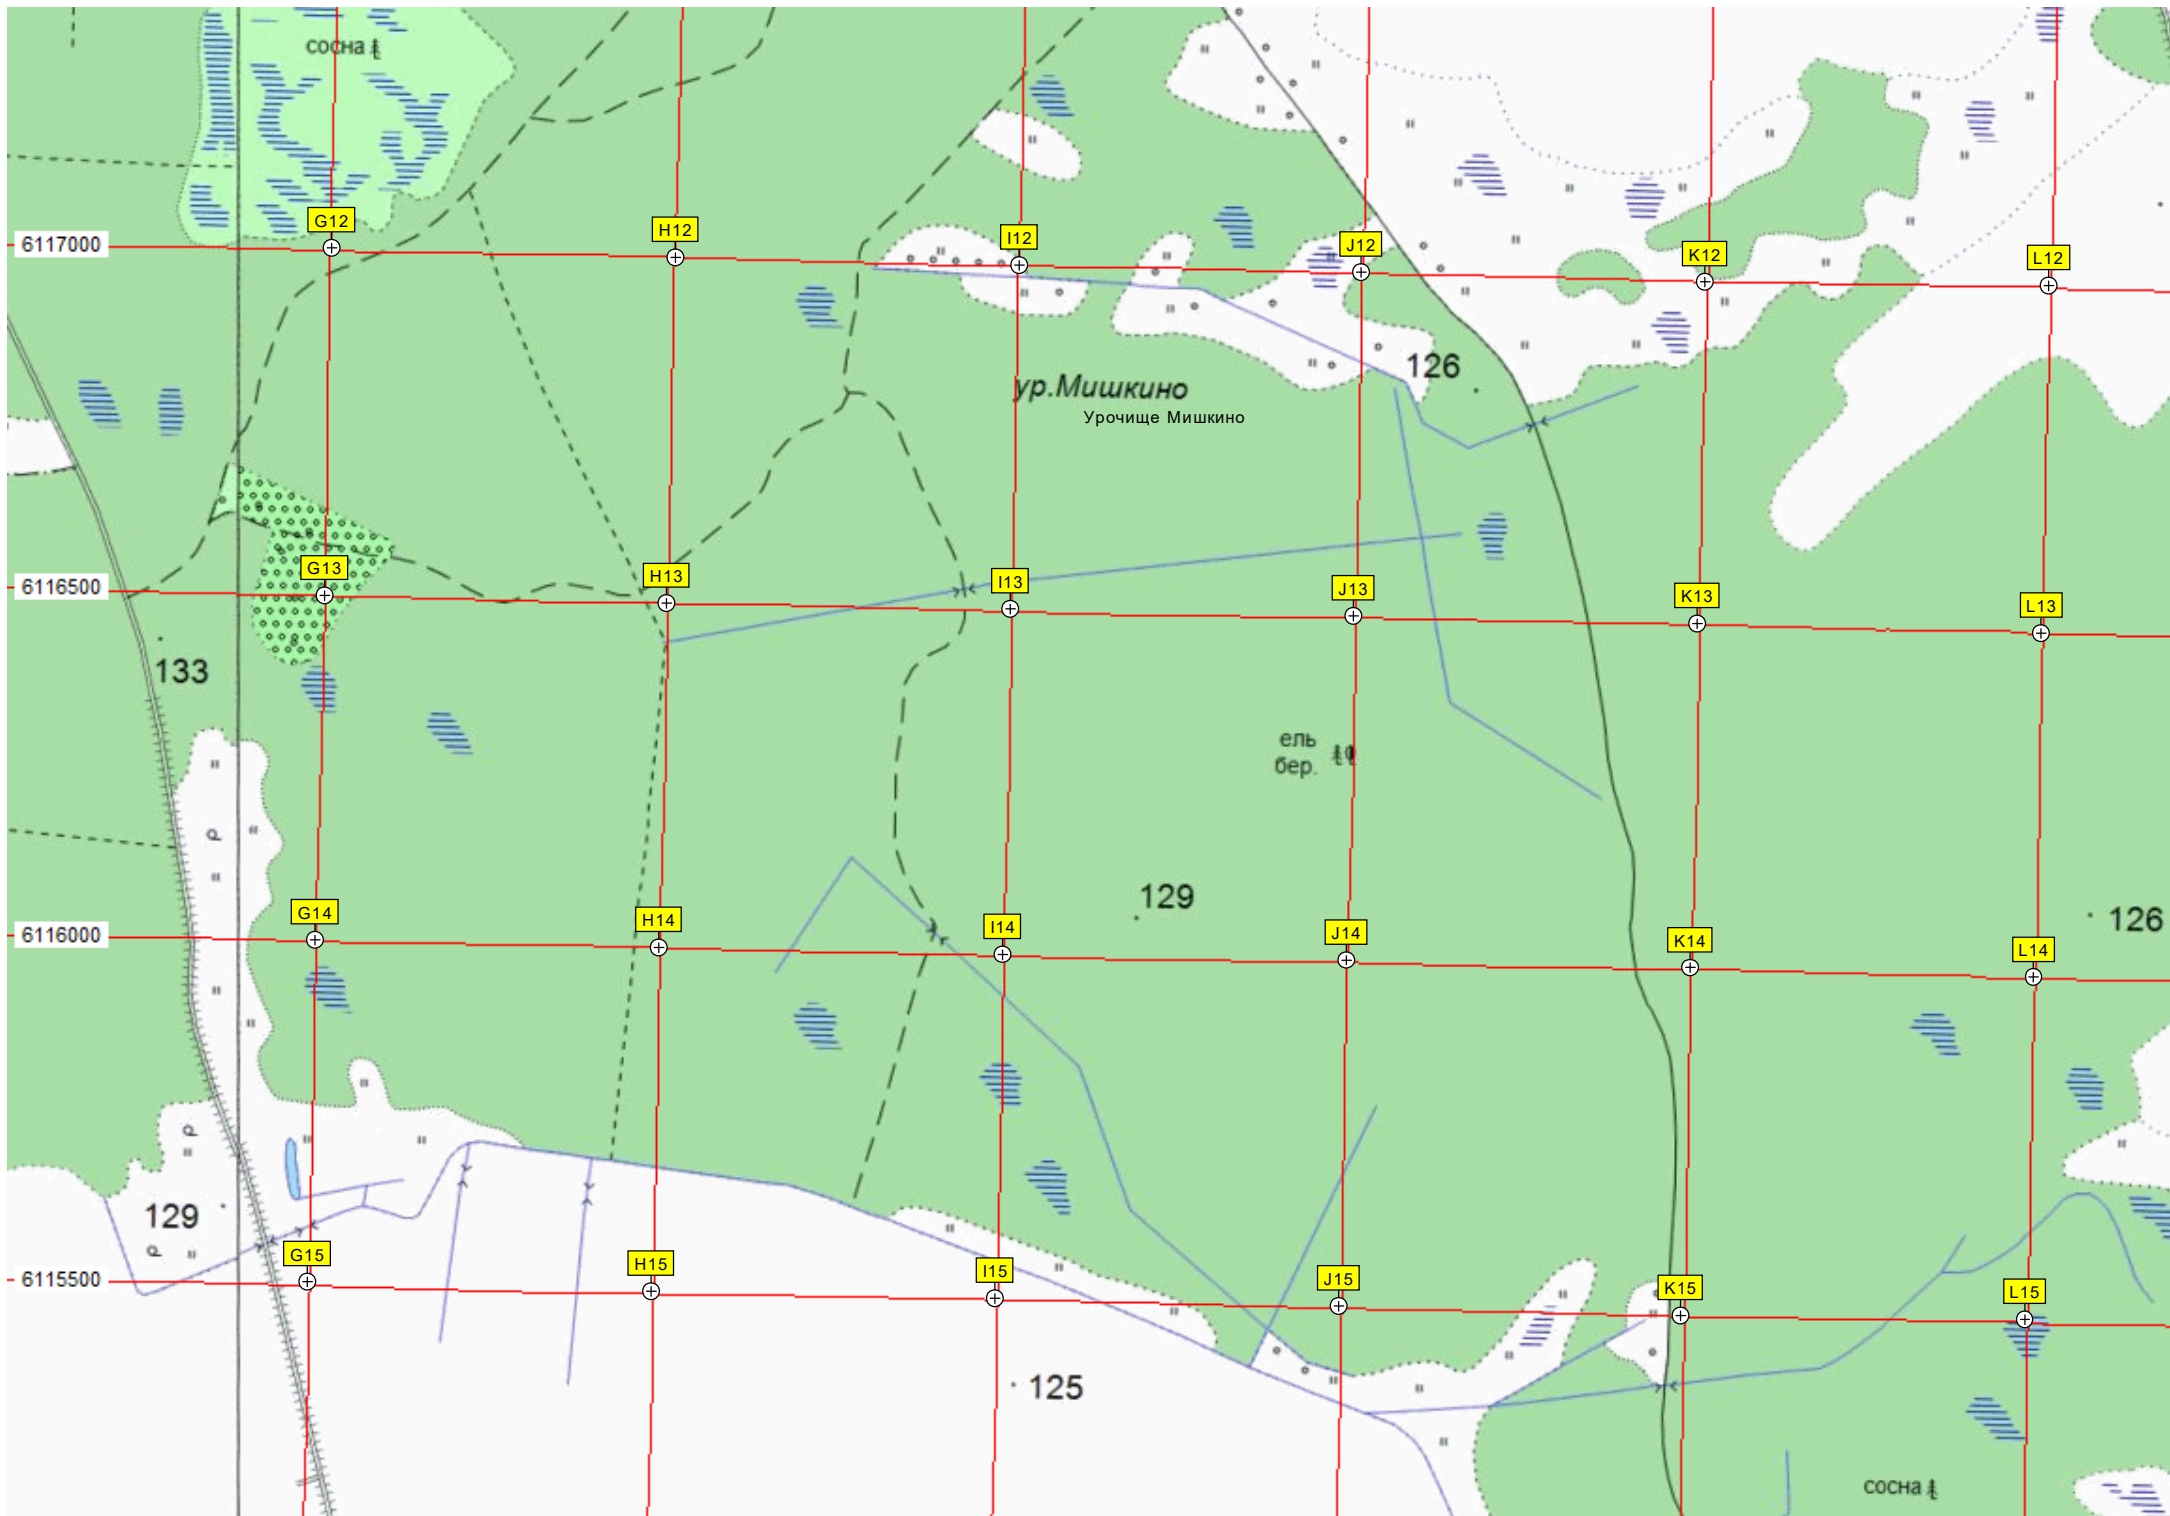 сосна
G12
H12
I12
J12
K12
L12
6117000
126
ур.Мишкино
Урочище Мишкино
G13
H13
I13
J13
K13
L13
6116500
133
ель
бер.
129
G14
H14
I14
J14
K14
L14
126
6116000
129
G15
H15
I15
J15
K15
L15
6115500
125
сосна